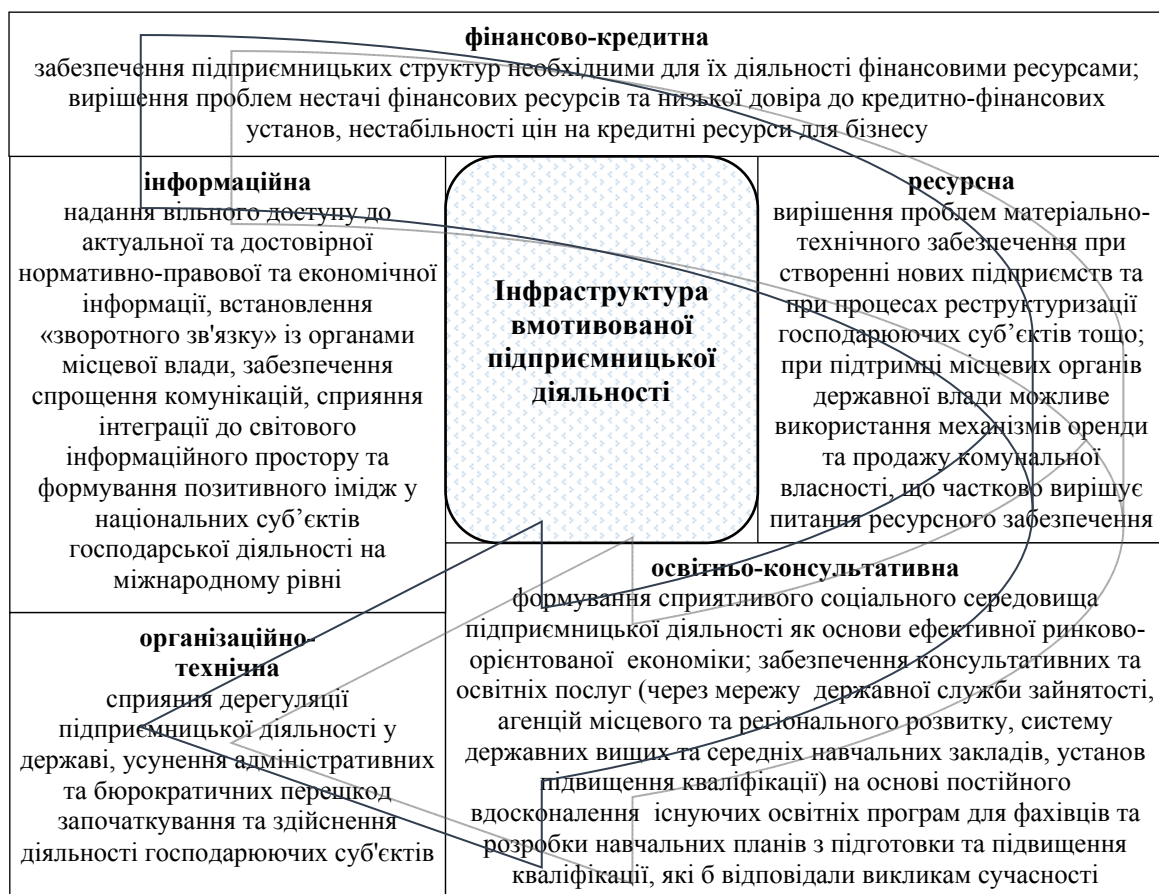 фінансово-кредитна
забезпечення підприємницьких структур необхідними для їх діяльності фінансовими ресурсами;
вирішення проблем нестачі фінансових ресурсів та низької довіра до кредитно-фінансових
установ, нестабільності цін на кредитні ресурси для бізнесу
інформаційна
надання вільного доступу до
актуальної та достовірної
нормативно-правової та економічної
інформації, встановлення
«зворотного зв'язку» із органами
місцевої влади, забезпечення
спрощення комунікацій, сприяння
інтеграції до світового
інформаційного простору та
формування позитивного імідж у
національних суб’єктів
господарської діяльності на
міжнародному рівні
Інфраструктура
вмотивованої
підприємницької
діяльності
ресурсна
вирішення проблем матеріально-
технічного забезпечення при
створенні нових підприємств та
при процесах реструктуризації
господарюючих суб’єктів тощо;
при підтримці місцевих органів
державної влади можливе
використання механізмів оренди
та продажу комунальної
власності, що частково вирішує
питання ресурсного забезпечення
організаційно-
технічна
сприяння дерегуляції
підприємницької діяльності у
державі, усунення адміністративних
та бюрократичних перешкод
започаткування та здійснення
діяльності господарюючих суб'єктів
освітньо-консультативна
формування сприятливого соціального середовища
підприємницької діяльності як основи ефективної ринково-
орієнтованої економіки; забезпечення консультативних та
освітніх послуг (через мережу державної служби зайнятості,
агенцій місцевого та регіонального розвитку, систему
державних вищих та середніх навчальних закладів, установ
підвищення кваліфікації) на основі постійного
вдосконалення існуючих освітніх програм для фахівців та
розробки навчальних планів з підготовки та підвищення
кваліфікації, які б відповідали викликам сучасності